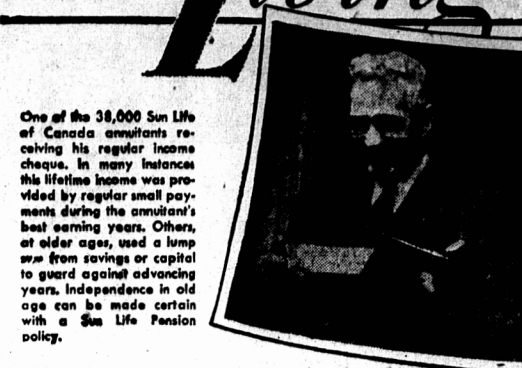 One of the 38,000 Sun Life
of Canada annuitants re-
ceiving his regular income
cheque. In many instances
this lifetime income was pro-
vided by regular small pay-
ments during the annuitant's
best earning years. Others,
at older ages, used a lump
sum from savings or capital
to guard against advancing
years. Independence in old
age can be made certain
with a Sun Life Pension
policy.